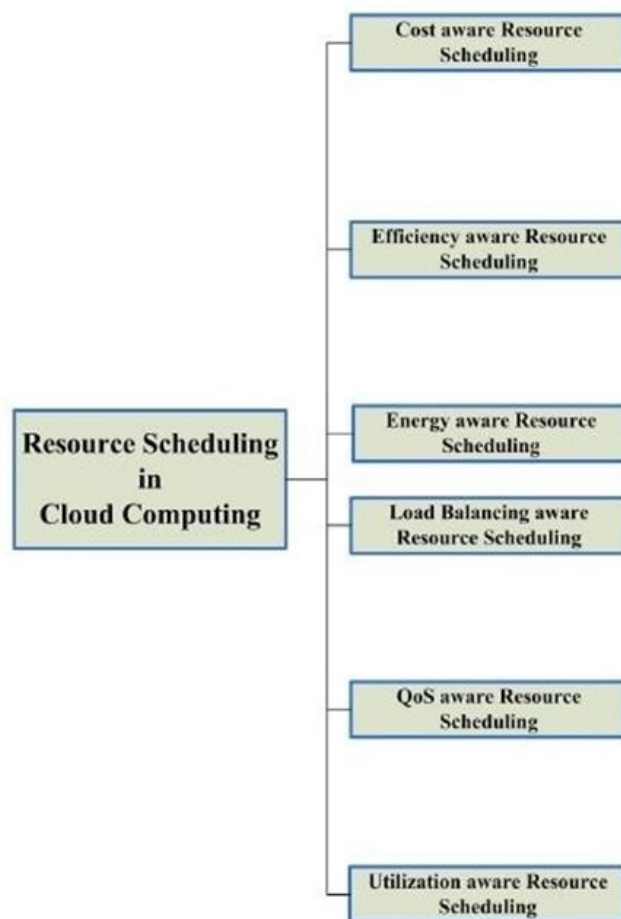 Cost aware Resource
Scheduling
Efficiency aware Resource
Scheduling
Energy aware Resource
Scheduling
Resource Scheduling
in
Cloud Computing
Load Balancing aware
Resource Scheduling
QoS aware Resource
Scheduling
Utilization aware Resource
Scheduling